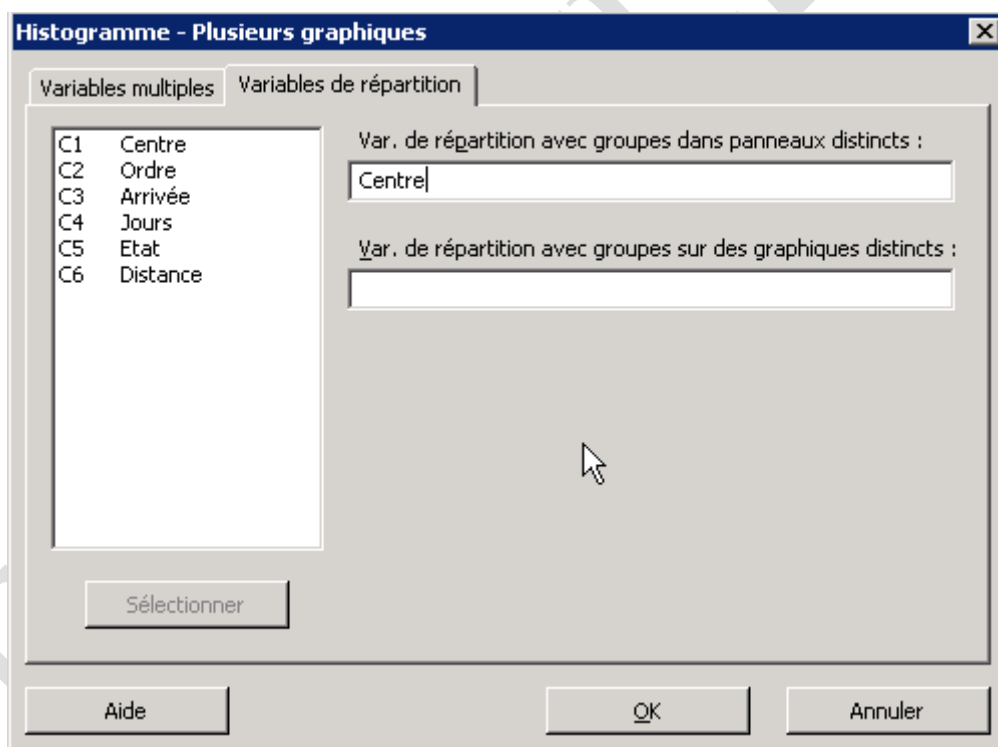 Histogramme - Plusieurs graphiques
Variables multiples Variables de répartition
C1 Centre
C2 Ordre
C3 Arrivée
C4 Jours
C5 Etat
C6 Distance
Var. de répartition avec groupes dans panneaux distincts :
Centre
Var. de répartition avec groupes sur des graphiques distincts :
Sélectionner
Aide OK Annuler